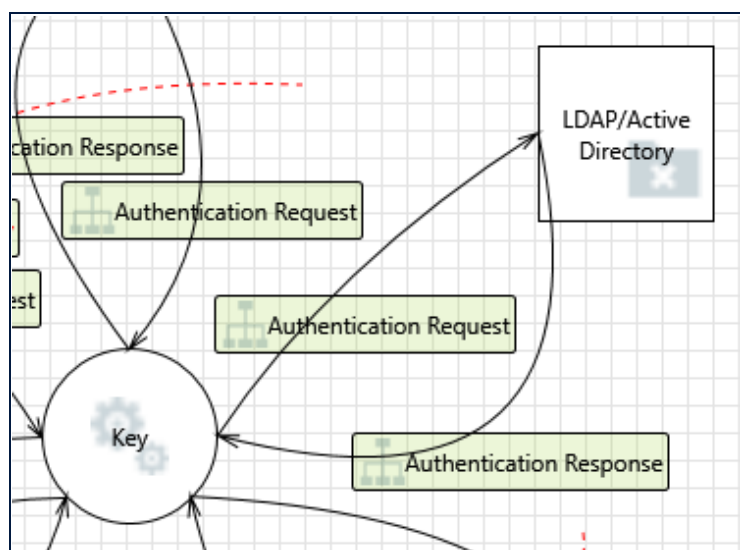 LDAP/Active
Directory
cation Response
Authentication Request
est
Authentication Request
Key
Authentication Response